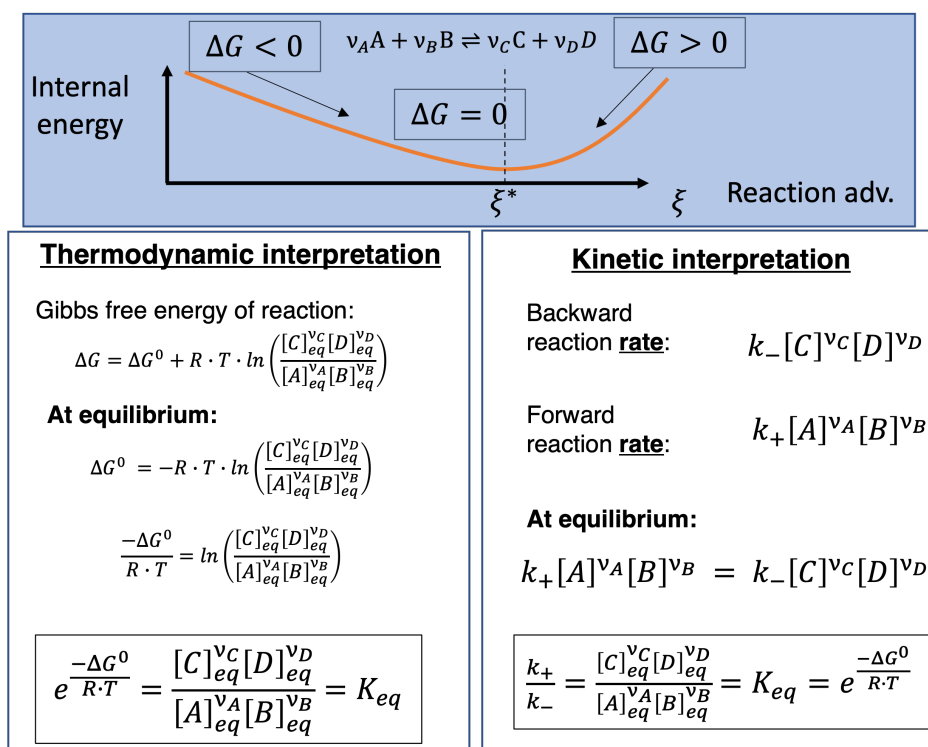 ΔG < 0
ν_A A + ν_B B ⇌ ν_C C + ν_D D
ΔG > 0
Internal
energy
ΔG = 0
ξ*
ξ
Reaction adv.
Thermodynamic interpretation
Gibbs free energy of reaction:
ΔG = ΔG^0 + R · T · ln([C]_eq^ν_C [D]_eq^ν_D / [A]_eq^ν_A [B]_eq^ν_B)
At equilibrium:
ΔG^0 = −R · T · ln([C]_eq^ν_C [D]_eq^ν_D / [A]_eq^ν_A [B]_eq^ν_B)
−ΔG^0 / R · T = ln([C]_eq^ν_C [D]_eq^ν_D / [A]_eq^ν_A [B]_eq^ν_B)
e^(−ΔG^0 / R·T) = [C]_eq^ν_C [D]_eq^ν_D / [A]_eq^ν_A [B]_eq^ν_B = K_eq
Kinetic interpretation
Backward
reaction rate: k_−[C]^ν_C [D]^ν_D
Forward
reaction rate: k_+[A]^ν_A [B]^ν_B
At equilibrium:
k_+[A]^ν_A [B]^ν_B = k_−[C]^ν_C [D]^ν_D
k_+ / k_− = [C]_eq^ν_C [D]_eq^ν_D / [A]_eq^ν_A [B]_eq^ν_B = K_eq = e^(−ΔG^0 / R·T)